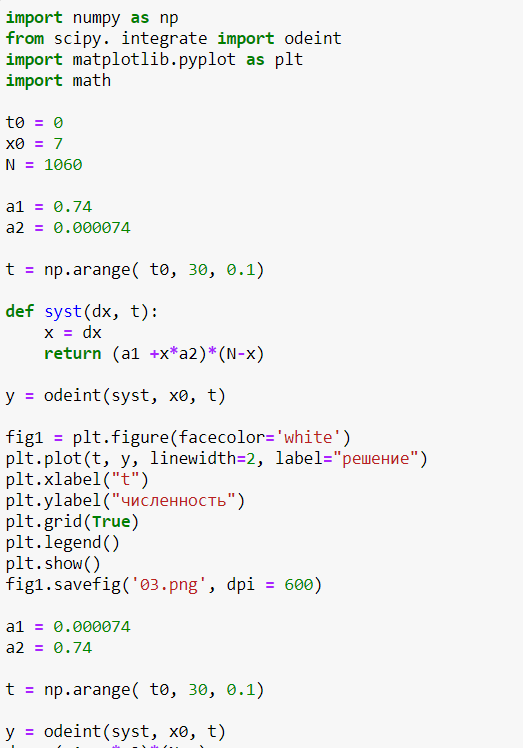 import numpy as np
from scipy. integrate import odeint
import matplotlib.pyplot as plt
import math
t0 = 0
x0 = 7
N = 1060
a1 = 0.74
a2 = 0.000074
t = np.arange( t0, 30, 0.1)
def syst(dx, t):
    x = dx
    return (a1 +x*a2)*(N-x)
y = odeint(syst, x0, t)
fig1 = plt.figure(facecolor='white')
plt.plot(t, y, linewidth=2, label="решение")
plt.xlabel("t")
plt.ylabel("численность")
plt.grid(True)
plt.legend()
plt.show()
fig1.savefig('03.png', dpi = 600)
a1 = 0.000074
a2 = 0.74
t = np.arange( t0, 30, 0.1)
y = odeint(syst, x0, t)